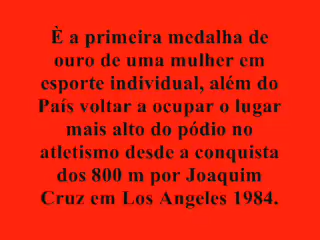 È a primeira medalha de
ouro de uma mulher em
esporte individual, além do
País voltar a ocupar o lugar
mais alto do pódio no
atletismo desde a conquista
dos 800 m por Joaquim
Cruz em Los Angeles 1984.